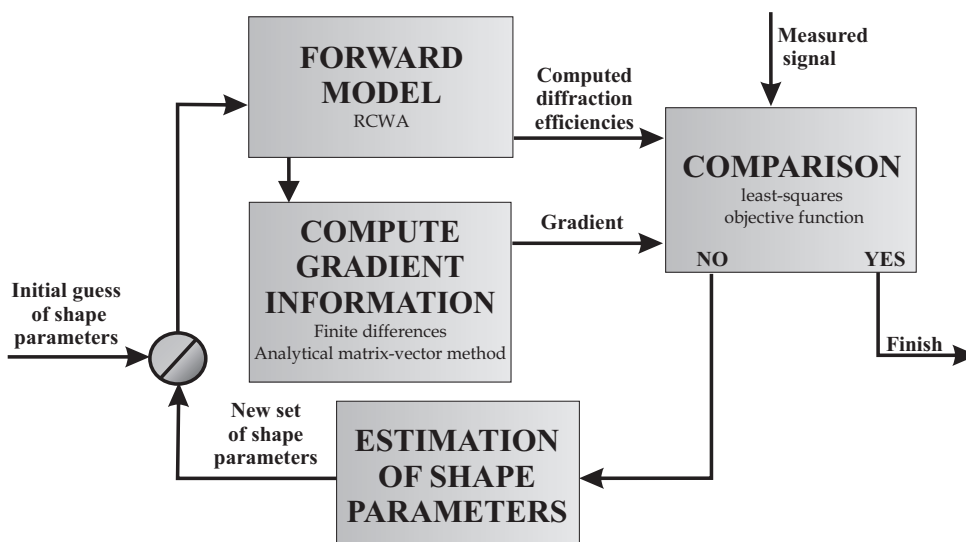 FORWARD
MODEL
RCWA
Computed
diffraction
efficiencies
Measured
signal
COMPARISON
least-squares
objective function
NO
YES
COMPUTE
GRADIENT
INFORMATION
Finite differences
Analytical matrix-vector method
Gradient
Initial guess
of shape
parameters
Finish
New set
of shape
parameters
ESTIMATION
OF SHAPE
PARAMETERS